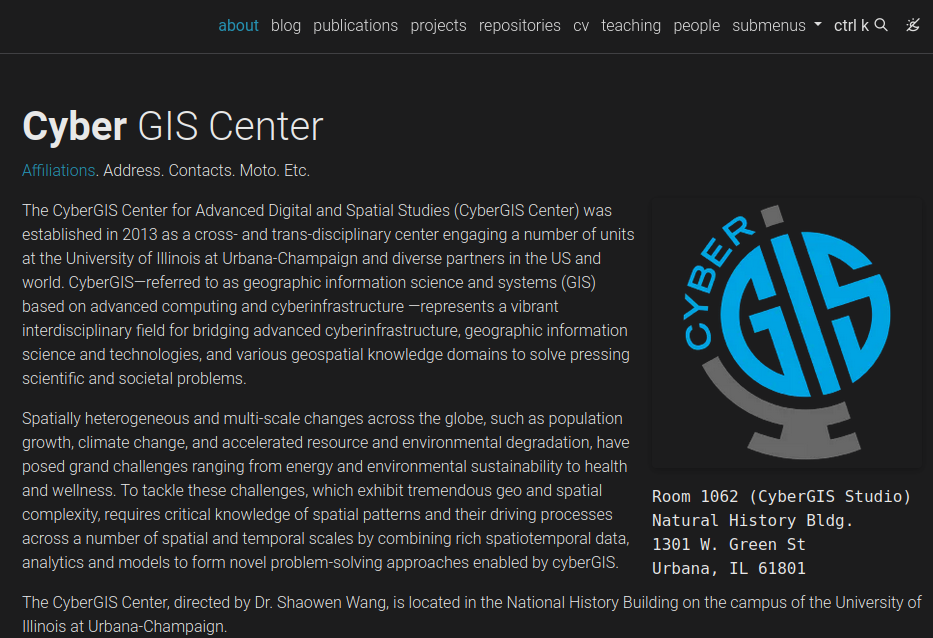 about blog publications projects repositories cv teaching people submenus ctrl k
Cyber GIS Center
Affiliations. Address. Contacts. Moto. Etc.
The CyberGIS Center for Advanced Digital and Spatial Studies (CyberGIS Center) was
established in 2013 as a cross- and trans-disciplinary center engaging a number of units
at the University of Illinois at Urbana-Champaign and diverse partners in the US and
world. CyberGIS—referred to as geographic information science and systems (GIS)
based on advanced computing and cyberinfrastructure —represents a vibrant
interdisciplinary field for bridging advanced cyberinfrastructure, geographic information
science and technologies, and various geospatial knowledge domains to solve pressing
scientific and societal problems.
Spatially heterogeneous and multi-scale changes across the globe, such as population
growth, climate change, and accelerated resource and environmental degradation, have
posed grand challenges ranging from energy and environmental sustainability to health
and wellness. To tackle these challenges, which exhibit tremendous geo and spatial
complexity, requires critical knowledge of spatial patterns and their driving processes
across a number of spatial and temporal scales by combining rich spatiotemporal data,
analytics and models to form novel problem-solving approaches enabled by cyberGIS.
CYBER
GIS
Room 1062 (CyberGIS Studio)
Natural History Bldg.
1301 W. Green St
Urbana, IL 61801
The CyberGIS Center, directed by Dr. Shaowen Wang, is located in the National History Building on the campus of the University of
Illinois at Urbana-Champaign.